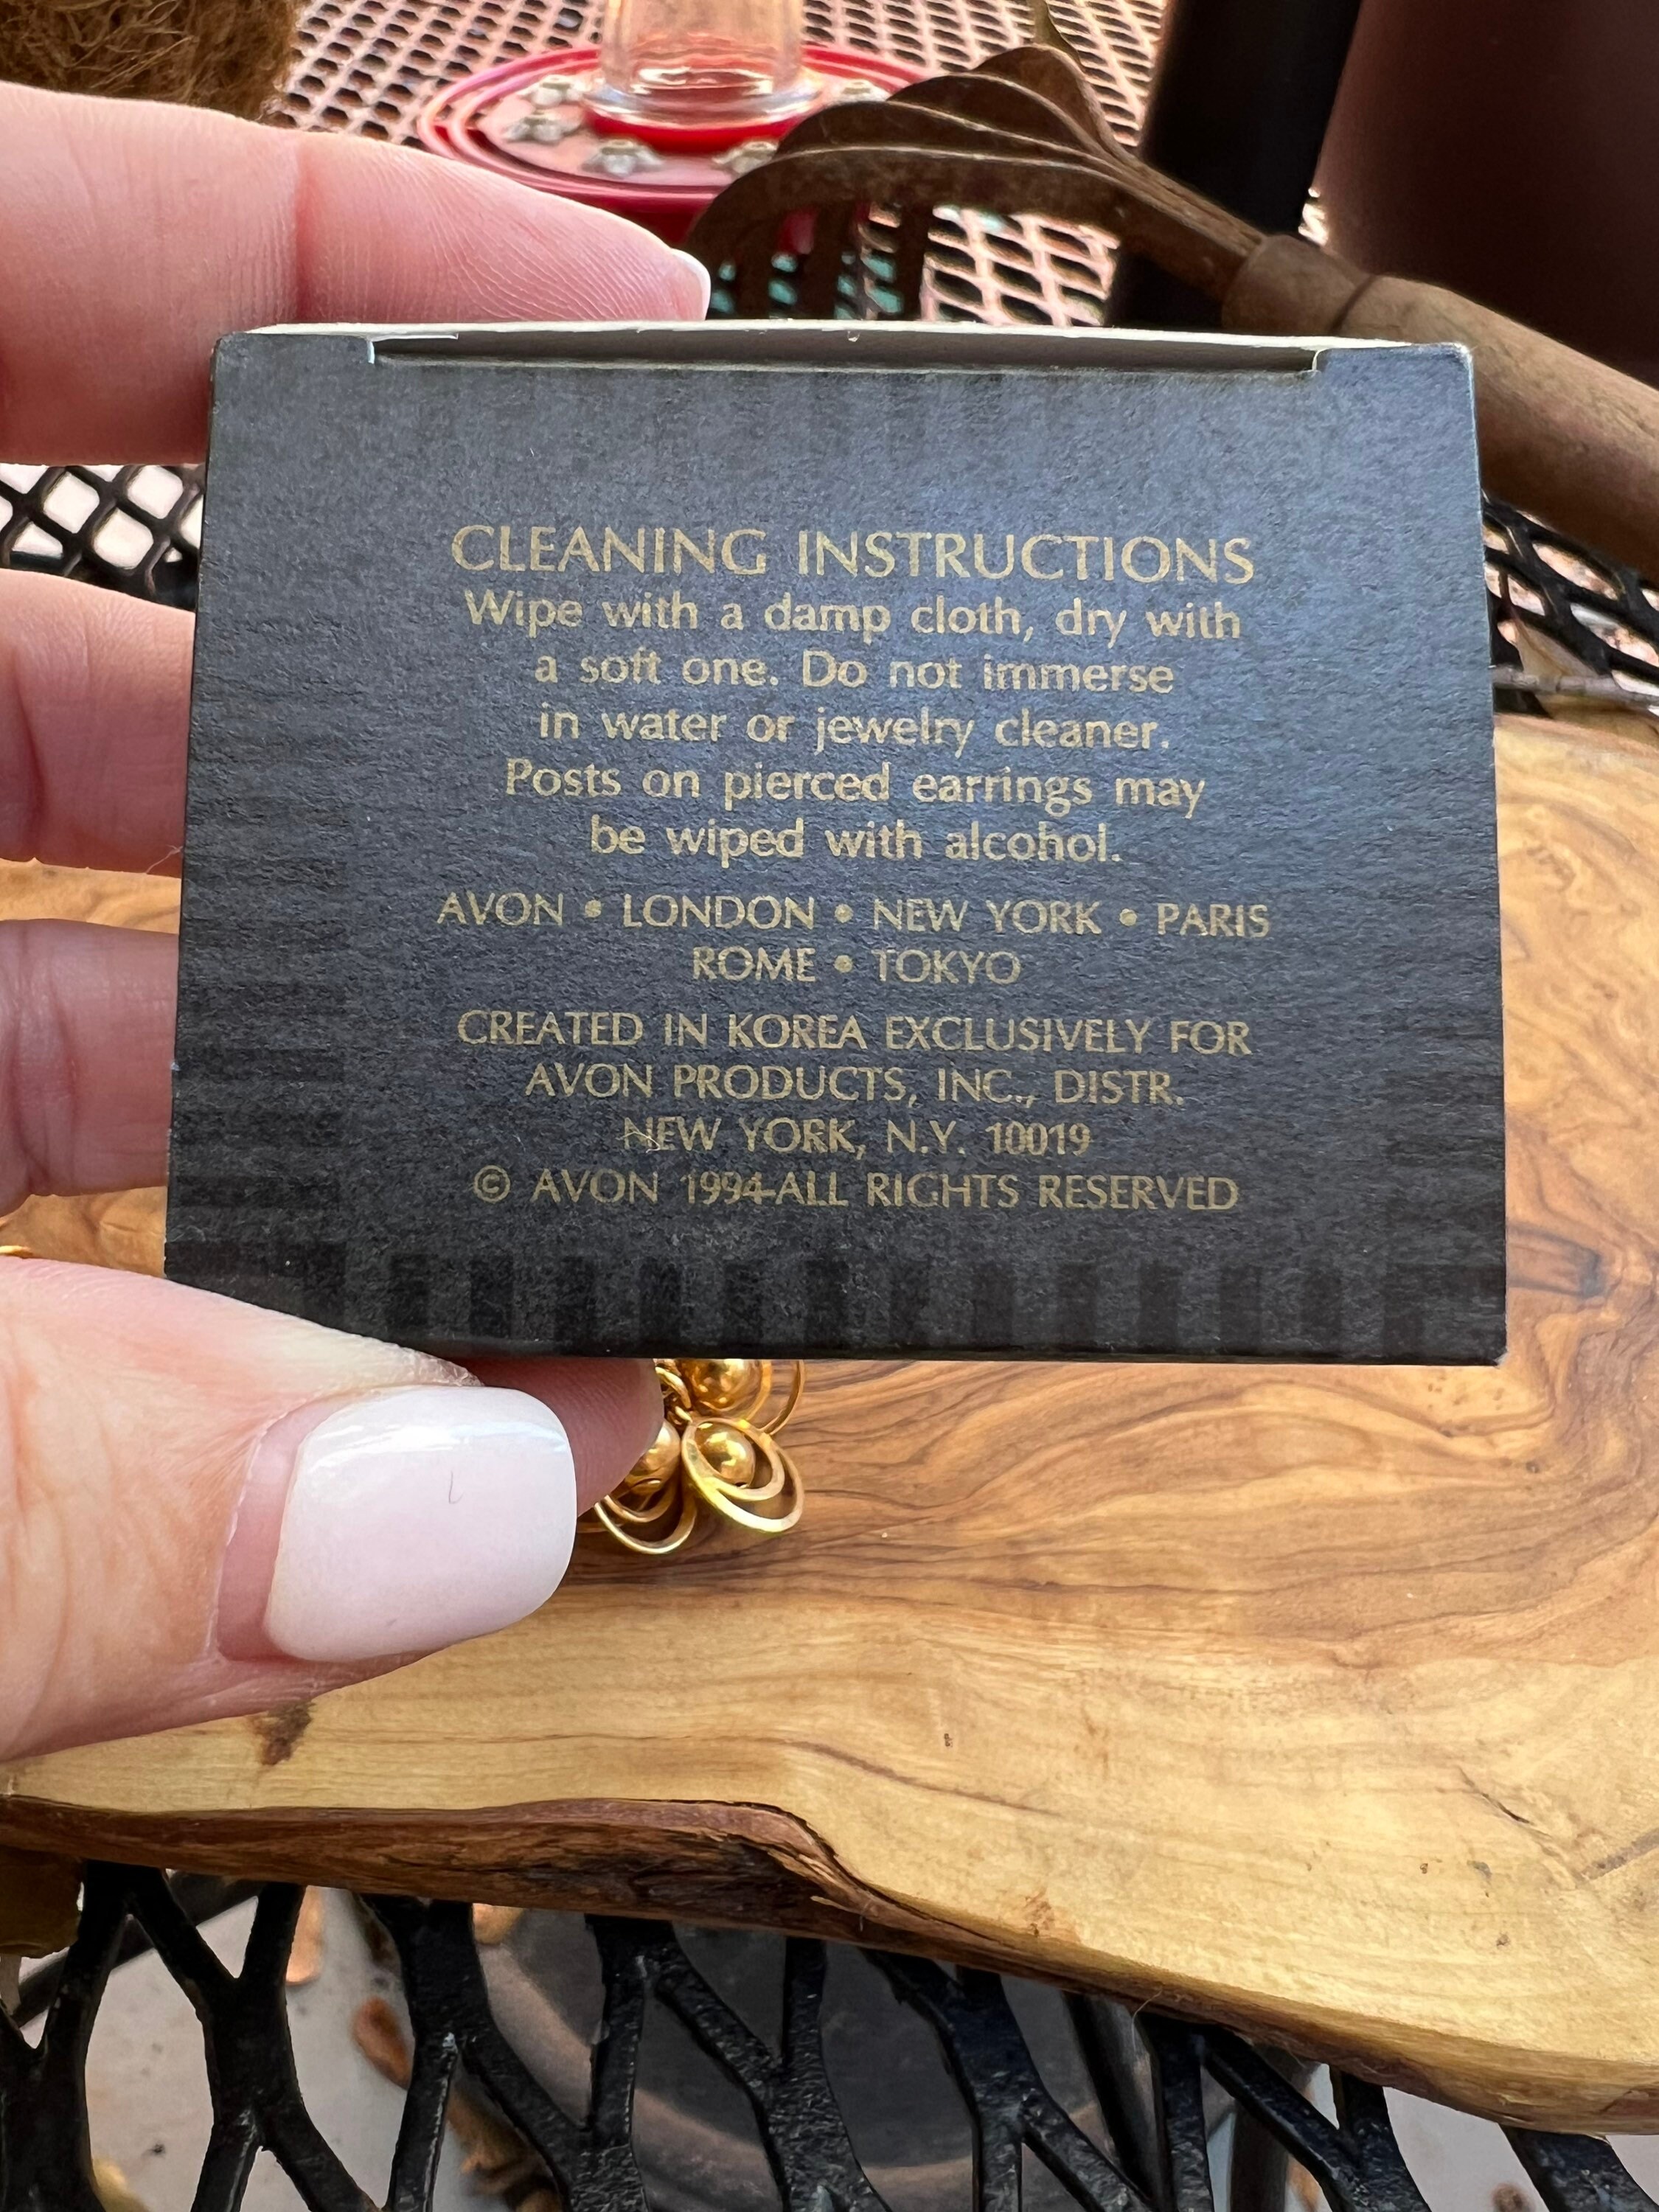 CLEANING INSTRUCTIONS
Wipe with a damp cloth, dry with
a soft one. Do not immerse
in water or jewelry cleaner.
Posts on pierced earrings may
be wiped with alcohol.
AVON • LONDON • NEW YORK • PARIS
ROME • TOKYO
CREATED IN KOREA EXCLUSIVELY FOR
AVON PRODUCTS, INC., DISTR.
NEW YORK, N.Y. 10019
© AVON 1994-ALL RIGHTS RESERVED